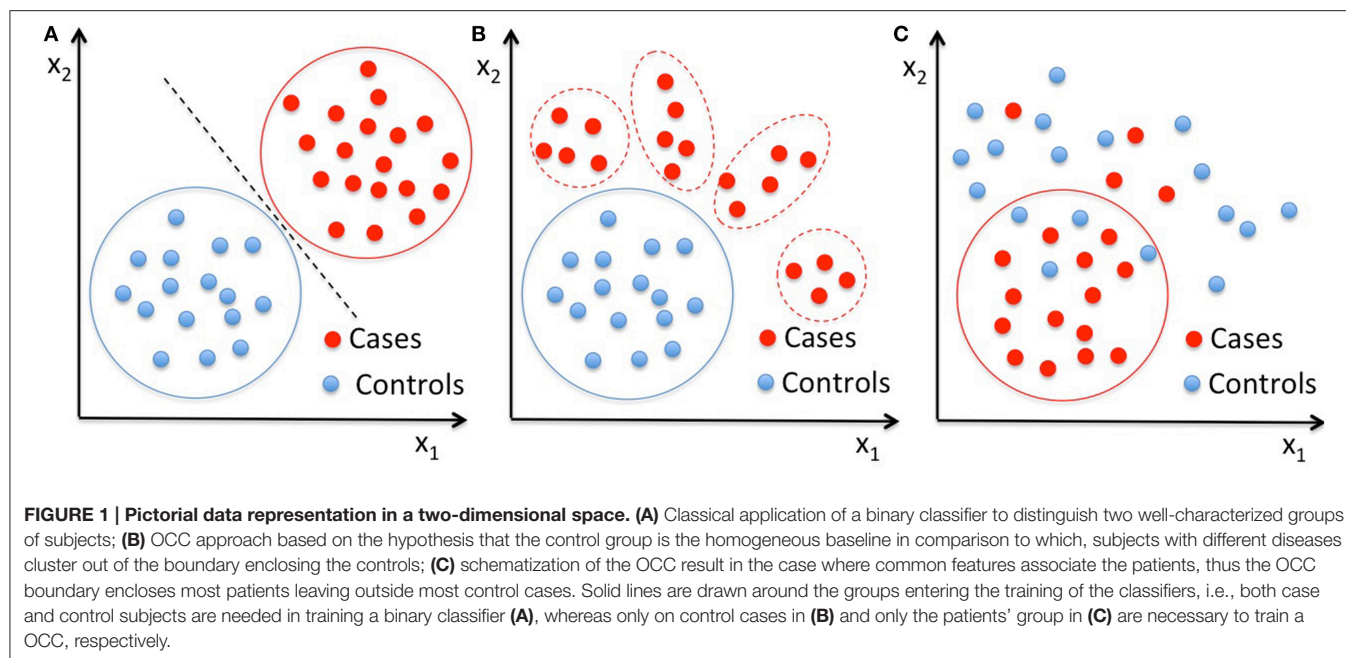 A
X2
Cases
Controls
X1
B
X2
Cases
Controls
X1
C
X2
Cases
Controls
X1
FIGURE 1 | Pictorial data representation in a two-dimensional space. (A) Classical application of a binary classifier to distinguish two well-characterized groups
of subjects; (B) OCC approach based on the hypothesis that the control group is the homogeneous baseline in comparison to which, subjects with different diseases
cluster out of the boundary enclosing the controls; (C) schematization of the OCC result in the case where common features associate the patients, thus the OCC
boundary encloses most patients leaving outside most control cases. Solid lines are drawn around the groups entering the training of the classifiers, i.e., both case
and control subjects are needed in training a binary classifier (A), whereas only on control cases in (B) and only the patients' group in (C) are necessary to train a
OCC, respectively.